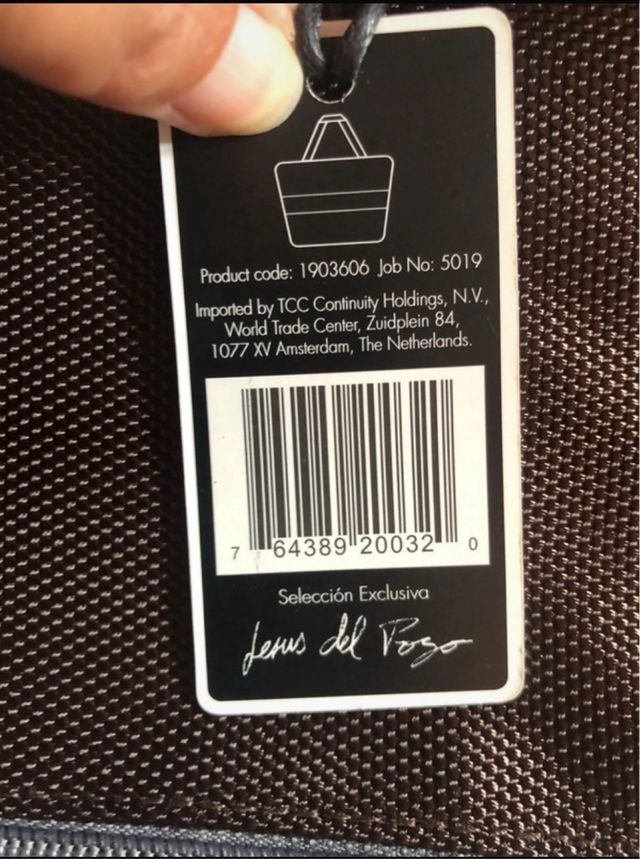 Product code: 1903606 Job No: 5019
Imported by TCC Continuity Holdings, N.V.,
World Trade Center, Zuidplein 84,
1077 XV Amsterdam, The Netherlands.
7 64389 20032 0
Selección Exclusiva
Jesus del Pozo